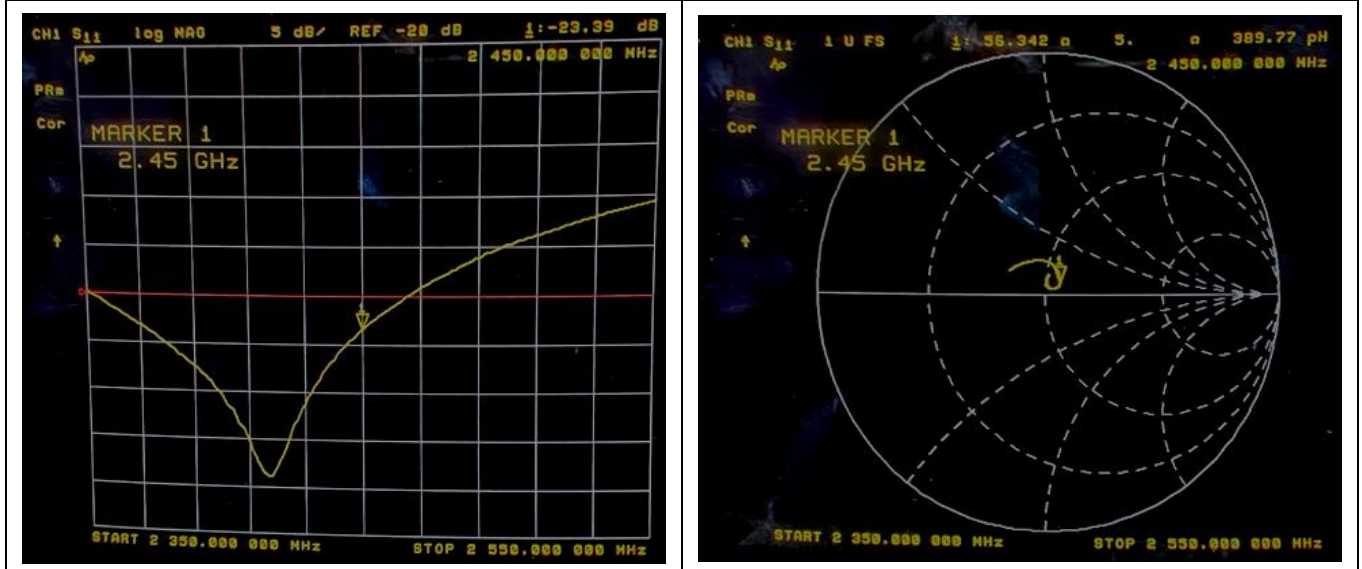 CH1 S11 log MAG 5 dB/ REF -20 dB 1:-23.39 dB
2 450.000 000 MHz
PRm
Cor
MARKER 1
2.45 GHz
1
START 2 350.000 000 MHz STOP 2 550.000 000 MHz
CH1 S11 1 U FS 1: 56.342 Ω 5. Ω 389.77 pH
2 450.000 000 MHz
PRm
Cor
MARKER 1
2.45 GHz
1
START 2 350.000 000 MHz STOP 2 550.000 000 MHz